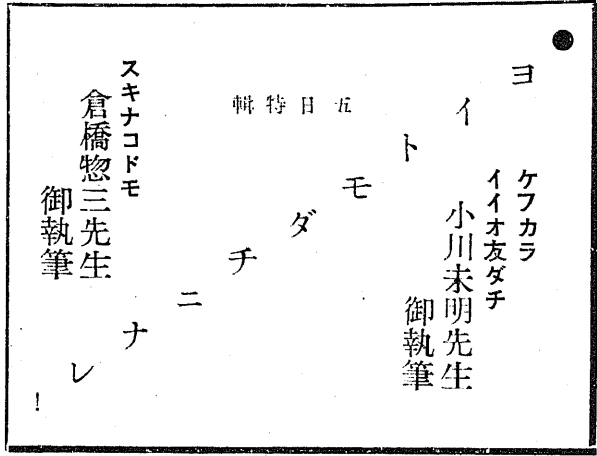 ●
ヨイトモダチニナレ!
五日特輯
ケフカラ
イイオ友ダチ
小川未明先生
御執筆
スキナコドモ
倉橋惣三先生
御執筆